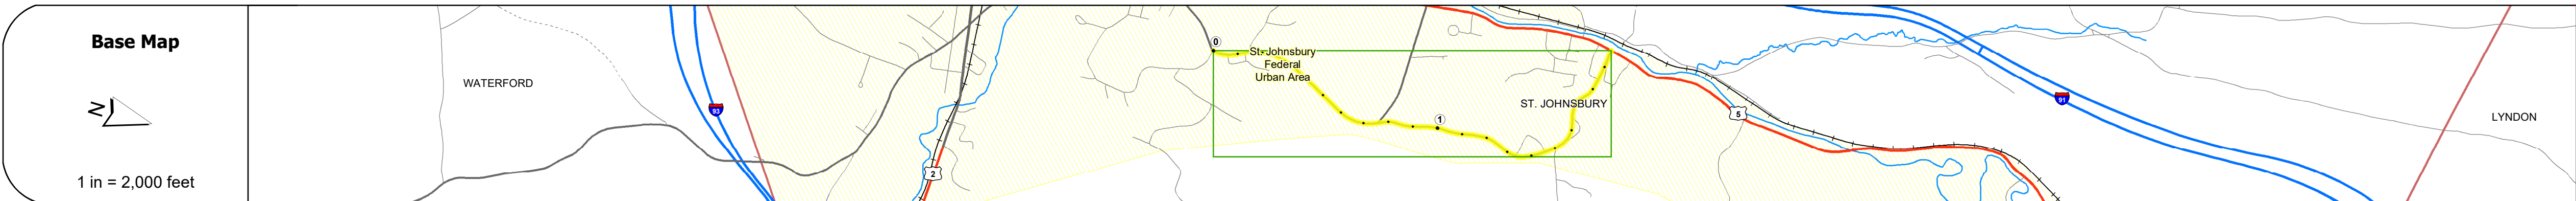 Base Map
N
1 in = 2,000 feet
WATERFORD
93
2
0
St. Johnsbury
Federal
Urban Area
1
ST. JOHNSBURY
5
91
LYNDON